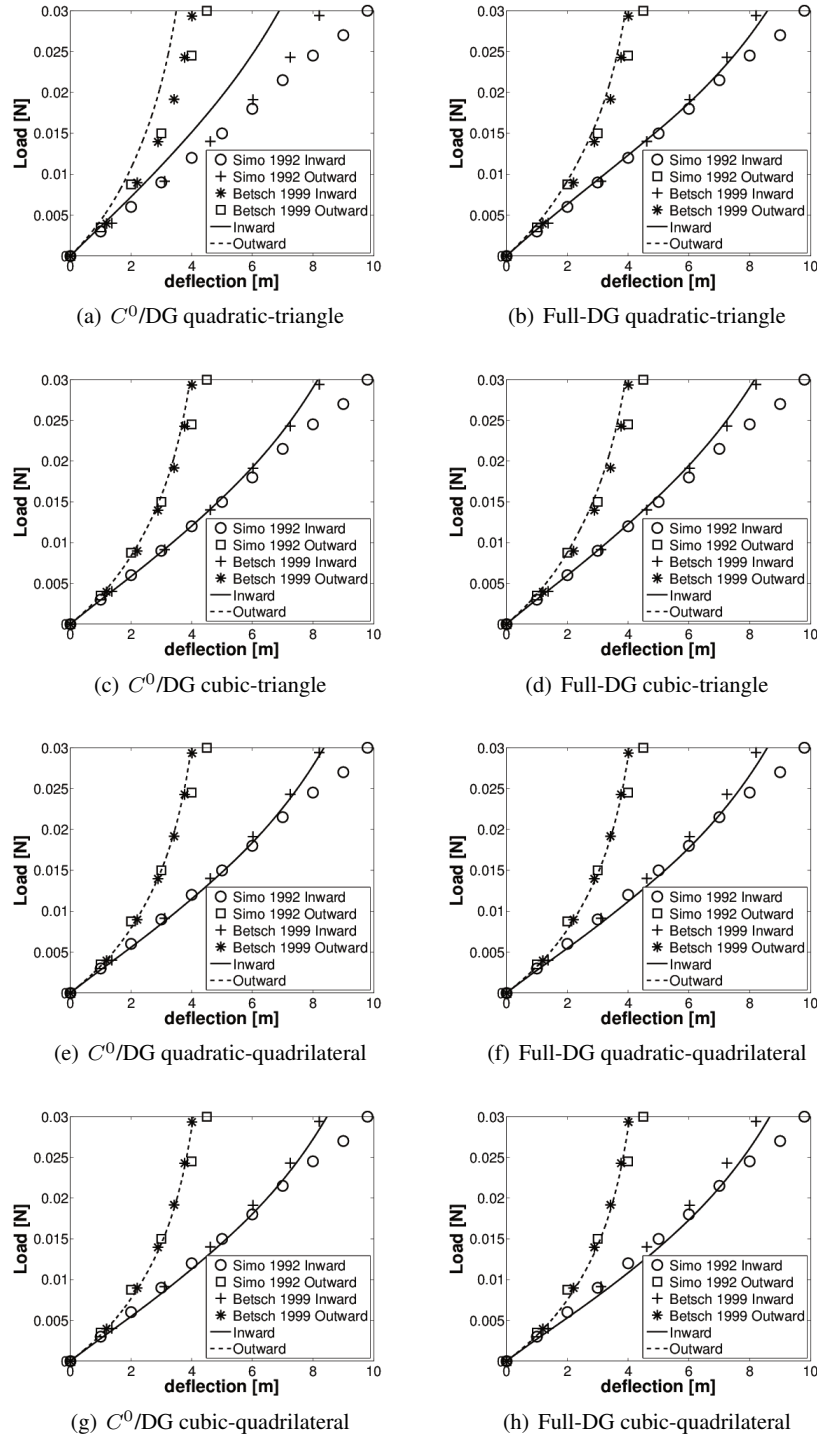 0.03
0.025
0.02
0.015
0.01
0.005
0
Load [N]
Simo 1992 Inward
Simo 1992 Outward
Betsch 1999 Inward
Betsch 1999 Outward
Inward
Outward
0 2 4 6 8 10
deflection [m]
(a) C⁰/DG quadratic-triangle
0.03
0.025
0.02
0.015
0.01
0.005
0
Load [N]
Simo 1992 Inward
Simo 1992 Outward
Betsch 1999 Inward
Betsch 1999 Outward
Inward
Outward
0 2 4 6 8 10
deflection [m]
(b) Full-DG quadratic-triangle
0.03
0.025
0.02
0.015
0.01
0.005
0
Load [N]
Simo 1992 Inward
Simo 1992 Outward
Betsch 1999 Inward
Betsch 1999 Outward
Inward
Outward
0 2 4 6 8 10
deflection [m]
(c) C⁰/DG cubic-triangle
0.03
0.025
0.02
0.015
0.01
0.005
0
Load [N]
Simo 1992 Inward
Simo 1992 Outward
Betsch 1999 Inward
Betsch 1999 Outward
Inward
Outward
0 2 4 6 8 10
deflection [m]
(d) Full-DG cubic-triangle
0.03
0.025
0.02
0.015
0.01
0.005
0
Load [N]
Simo 1992 Inward
Simo 1992 Outward
Betsch 1999 Inward
Betsch 1999 Outward
Inward
Outward
0 2 4 6 8 10
deflection [m]
(e) C⁰/DG quadratic-quadrilateral
0.03
0.025
0.02
0.015
0.01
0.005
0
Load [N]
Simo 1992 Inward
Simo 1992 Outward
Betsch 1999 Inward
Betsch 1999 Outward
Inward
Outward
0 2 4 6 8 10
deflection [m]
(f) Full-DG quadratic-quadrilateral
0.03
0.025
0.02
0.015
0.01
0.005
0
Load [N]
Simo 1992 Inward
Simo 1992 Outward
Betsch 1999 Inward
Betsch 1999 Outward
Inward
Outward
0 2 4 6 8 10
deflection [m]
(g) C⁰/DG cubic-quadrilateral
0.03
0.025
0.02
0.015
0.01
0.005
0
Load [N]
Simo 1992 Inward
Simo 1992 Outward
Betsch 1999 Inward
Betsch 1999 Outward
Inward
Outward
0 2 4 6 8 10
deflection [m]
(h) Full-DG cubic-quadrilateral